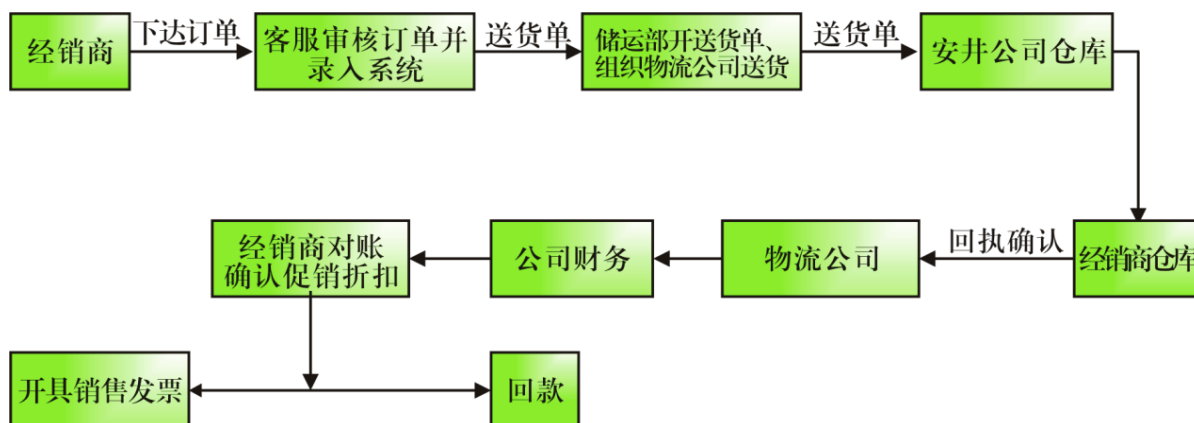 经销商
下达订单
客服审核订单并
录入系统
送货单
储运部开送货单、
组织物流公司送货
送货单
安井公司仓库
经销商仓库
回执确认
物流公司
公司财务
经销商对账
确认促销折扣
开具销售发票
回款